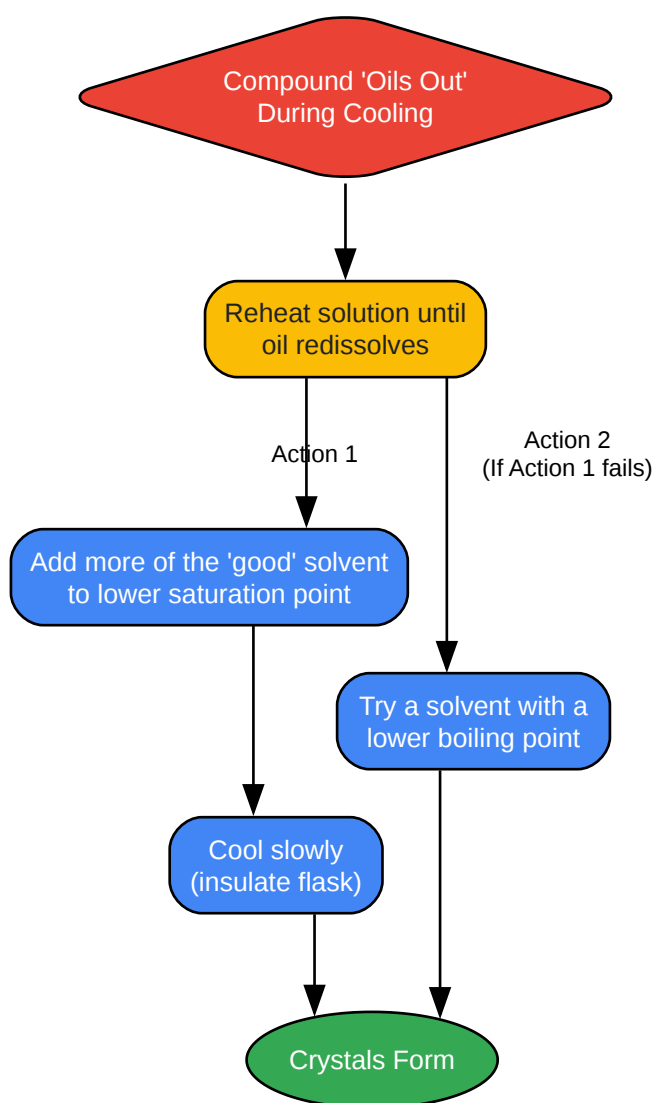 Compound 'Oils Out'
During Cooling
Reheat solution until
oil redissolves
Action 1
Action 2
(If Action 1 fails)
Add more of the 'good' solvent
to lower saturation point
Try a solvent with a
lower boiling point
Cool slowly
(insulate flask)
Crystals Form